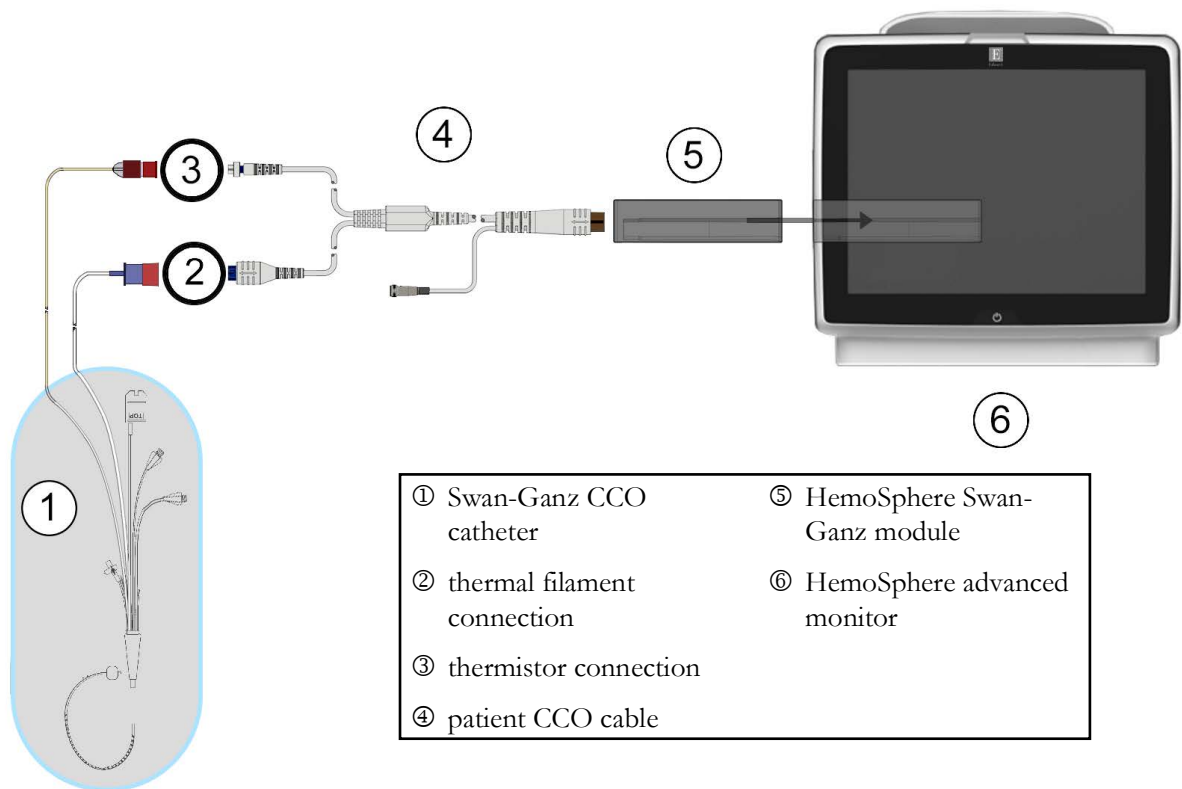 ④
⑤
③
②
E
TOP
①
⑥
① Swan-Ganz CCO
catheter
② thermal filament
connection
③ thermistor connection
④ patient CCO cable
⑤ HemoSphere Swan-
Ganz module
⑥ HemoSphere advanced
monitor